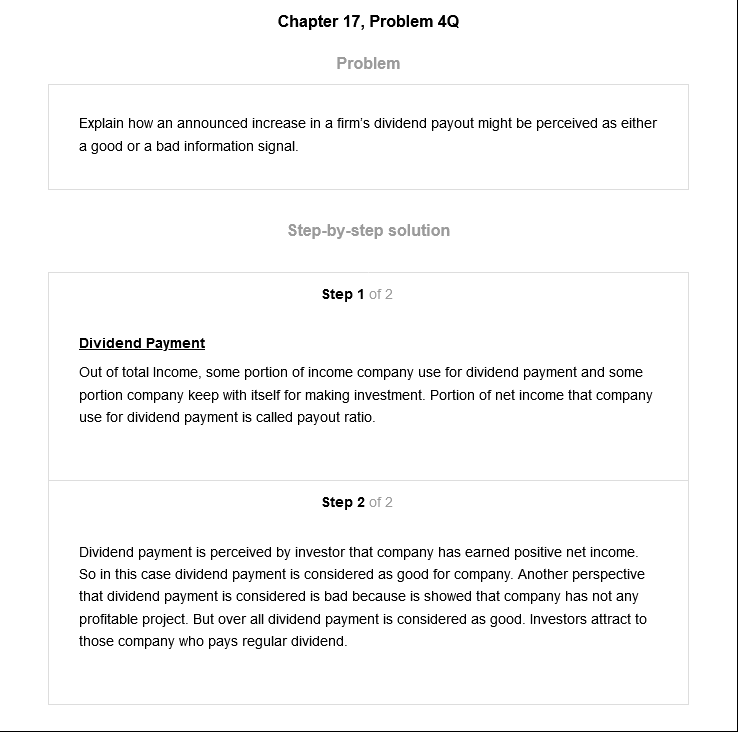 Chapter 17, Problem 4Q
Problem
Explain how an announced increase in a firm's dividend payout might be perceived as either
a good or a bad information signal.
Step-by-step solution
Step 1 of 2
Dividend Payment
Out of total Income, some portion of income company use for dividend payment and some
portion company keep with itself for making investment. Portion of net income that company
use for dividend payment is called payout ratio.
Step 2 of 2
Dividend payment is perceived by investor that company has earned positive net income.
So in this case dividend payment is considered as good for company. Another perspective
that dividend payment is considered is bad because is showed that company has not any
profitable project. But over all dividend payment is considered as good. Investors attract to
those company who pays regular dividend.